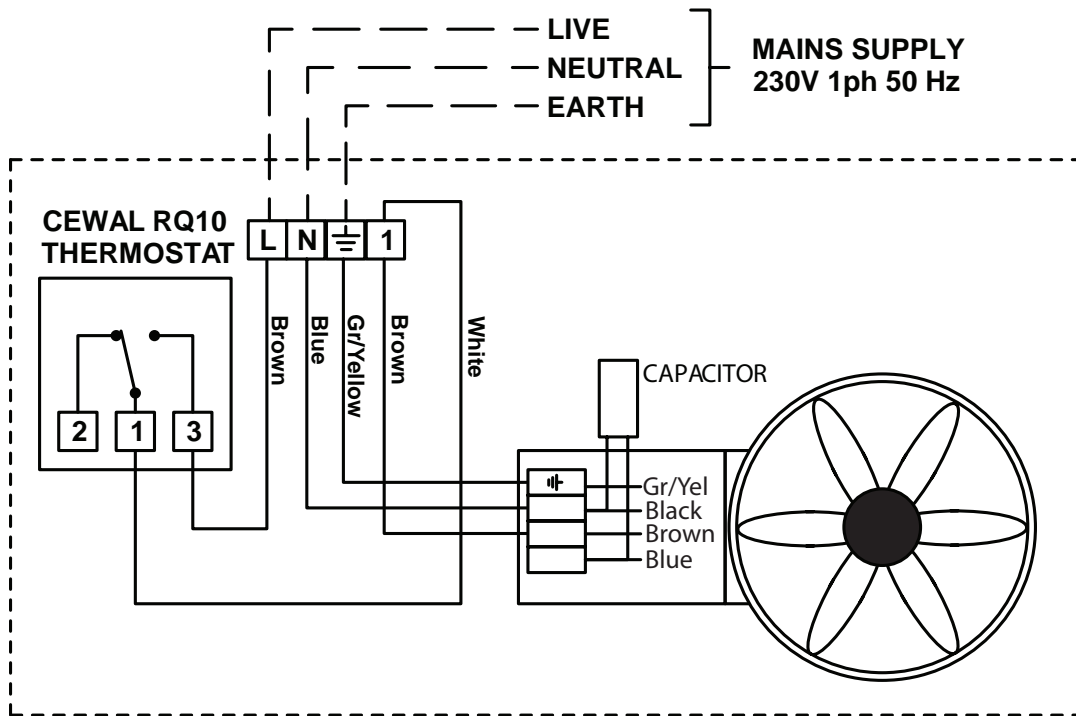 LIVE
NEUTRAL
EARTH
MAINS SUPPLY
230V 1ph 50 Hz
CEWAL RQ10
THERMOSTAT
L N 1
Brown
Blue
Gr/Yellow
Brown
White
2 1 3
CAPACITOR
Gr/Yel
Black
Brown
Blue